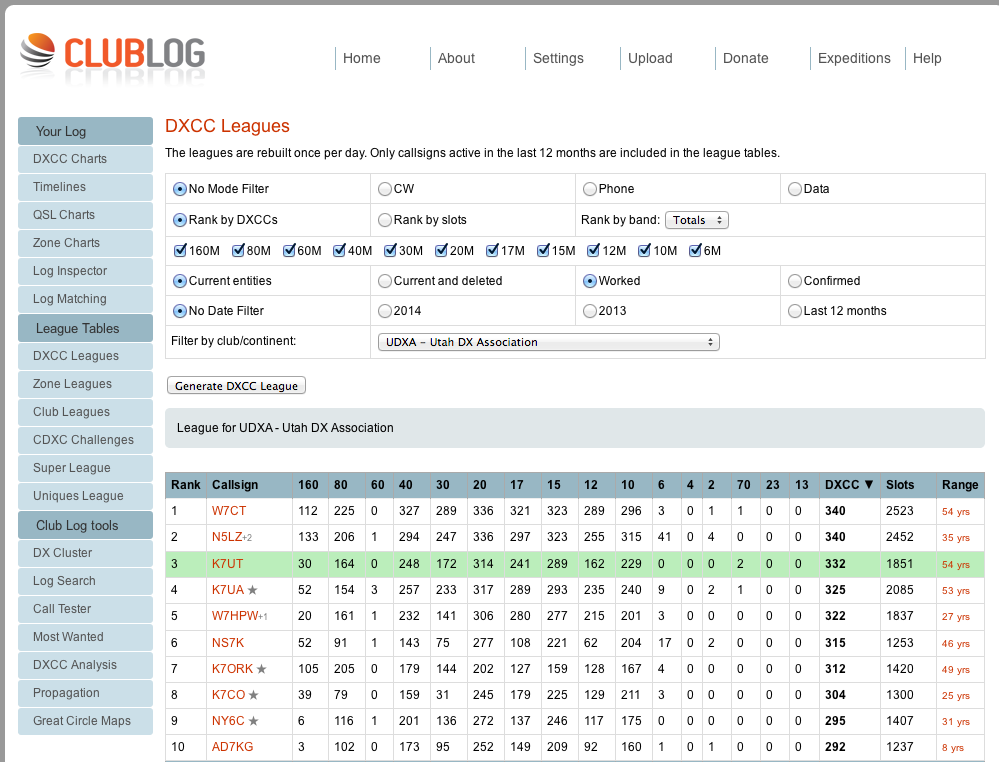 CLUBLOG
Home About Settings Upload Donate Expeditions Help
Your Log
DXCC Charts
Timelines
QSL Charts
Zone Charts
Log Inspector
Log Matching
League Tables
DXCC Leagues
Zone Leagues
Club Leagues
CDXC Challenges
Super League
Uniques League
Club Log tools
DX Cluster
Log Search
Call Tester
Most Wanted
DXCC Analysis
Propagation
Great Circle Maps
DXCC Leagues
The leagues are rebuilt once per day. Only callsigns active in the last 12 months are included in the league tables.
No Mode Filter CW Phone Data
Rank by DXCCs Rank by slots Rank by band: Totals
160M 80M 60M 40M 30M 20M 17M 15M 12M 10M 6M
Current entities Current and deleted Worked Confirmed
No Date Filter 2014 2013 Last 12 months
Filter by club/continent: UDXA - Utah DX Association
Generate DXCC League
League for UDXA - Utah DX Association
Rank Callsign 160 80 60 40 30 20 17 15 12 10 6 4 2 70 23 13 DXCC ▼ Slots Range
1 W7CT 112 225 0 327 289 336 321 323 289 296 3 0 1 1 0 0 340 2523 54 yrs
2 N5LZ+2 133 206 1 294 247 336 297 323 255 315 41 0 4 0 0 0 340 2452 35 yrs
3 K7UT 30 164 0 248 172 314 241 289 162 229 0 0 0 2 0 0 332 1851 54 yrs
4 K7UA ★ 52 154 3 257 233 317 289 293 235 240 9 0 2 1 0 0 325 2085 53 yrs
5 W7HPW+1 20 161 1 232 141 306 280 277 215 201 3 0 0 0 0 0 322 1837 27 yrs
6 NS7K 52 91 1 143 75 277 108 221 62 204 17 0 2 0 0 0 315 1253 46 yrs
7 K7ORK ★ 105 205 0 179 144 202 127 159 128 167 4 0 0 0 0 0 312 1420 49 yrs
8 K7CO ★ 39 79 0 159 31 245 179 225 129 211 3 0 0 0 0 0 304 1300 25 yrs
9 NY6C ★ 6 116 1 201 136 272 137 246 117 175 0 0 0 0 0 0 295 1407 31 yrs
10 AD7KG 3 102 0 173 95 252 149 209 92 160 1 0 1 0 0 0 292 1237 8 yrs